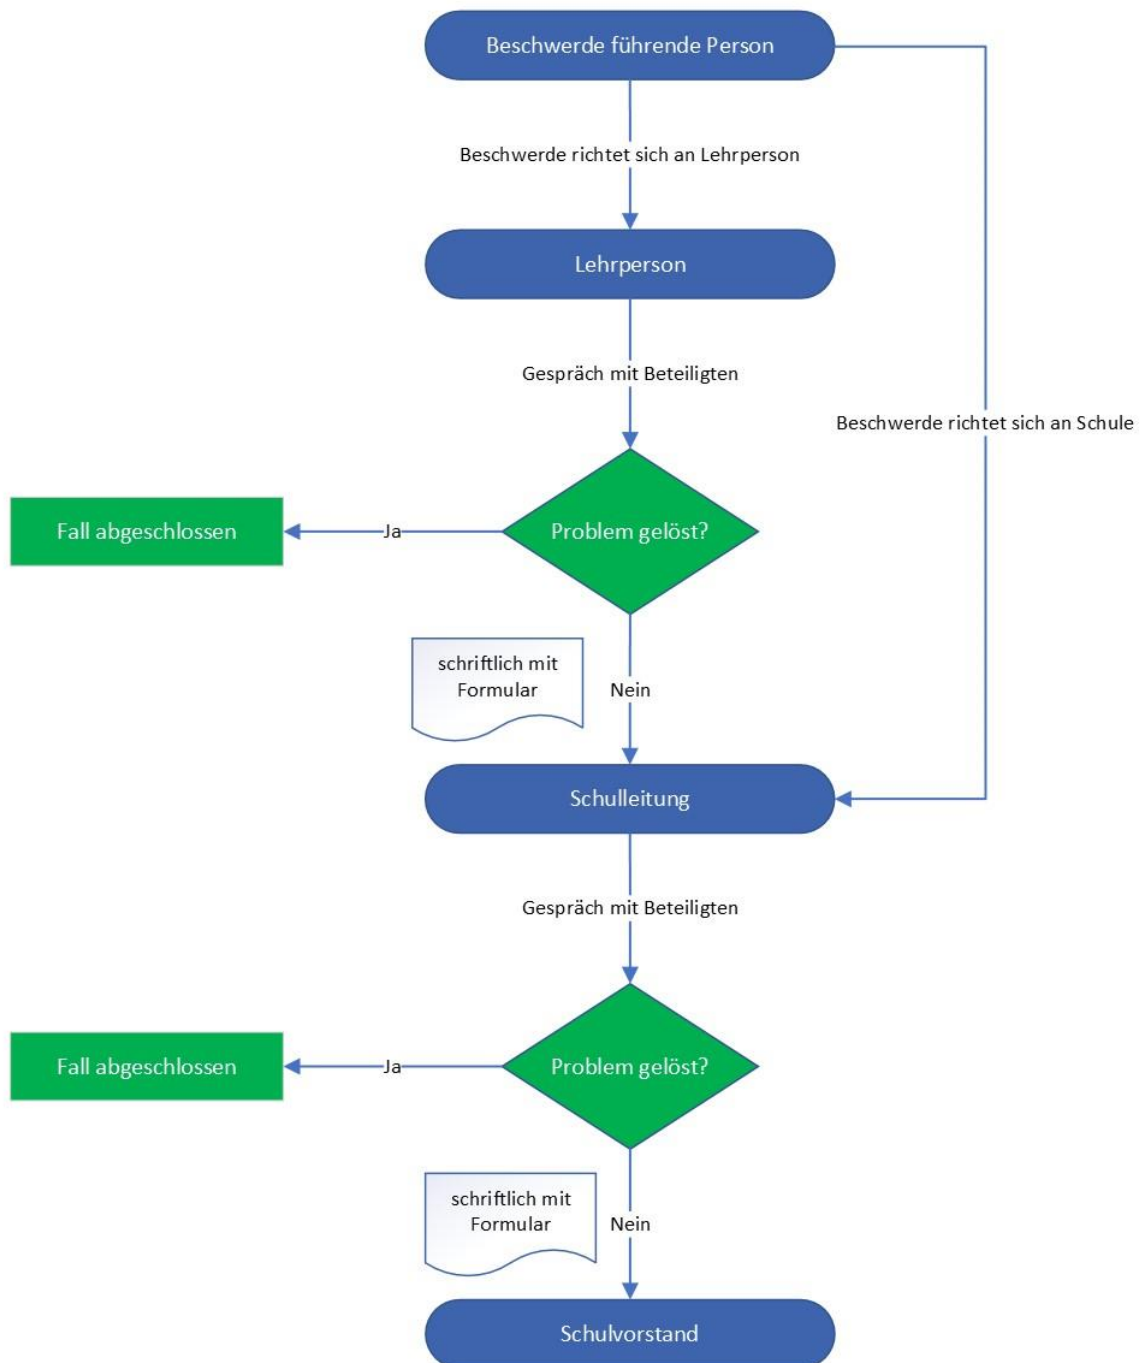 Beschwerde führende Person
Beschwerde richtet sich an Lehrperson
Lehrperson
Gespräch mit Beteiligten
Beschwerde richtet sich an Schule
Fall abgeschlossen
Ja
Problem gelöst?
schriftlich mit
Formular
Nein
Schulleitung
Gespräch mit Beteiligten
Fall abgeschlossen
Ja
Problem gelöst?
schriftlich mit
Formular
Nein
Schulvorstand